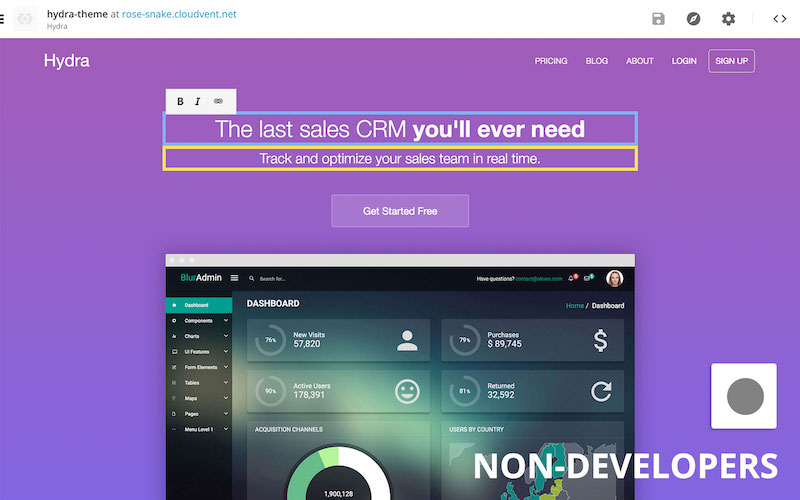 hydra-theme at rose-snake.cloudvent.net
Hydra
Hydra
PRICING
BLOG
ABOUT
LOGIN
SIGN UP
B I
The last sales CRM you'll ever need
Track and optimize your sales team in real time.
Get Started Free
BlurAdmin
Search for...
Have questions? contact@akveo.com
Dashboard
Components
Charts
UI Features
Form Elements
Tables
Maps
Pages
Menu Level 1
DASHBOARD
Home / Dashboard
76%
New Visits
57,820
79%
Purchases
$ 89,745
90%
Active Users
178,391
81%
Returned
32,592
ACQUISITION CHANNELS
1,900,128
USERS BY COUNTRY
NON-DEVELOPERS